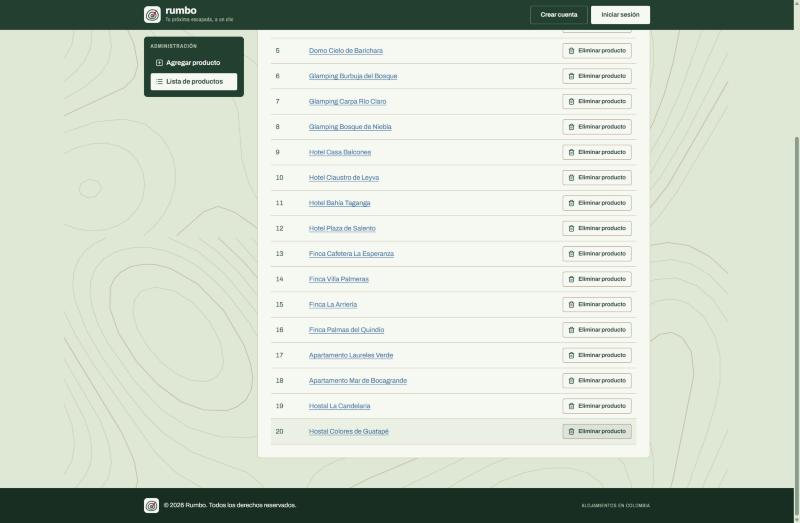 rumbo
Tu próxima escapada, a un clic
Crear cuenta
Iniciar sesión
ADMINISTRACIÓN
Agregar producto
Lista de productos
5 Domo Cielo de Barichara Eliminar producto
6 Glamping Burbuja del Bosque Eliminar producto
7 Glamping Carpa Río Claro Eliminar producto
8 Glamping Bosque de Niebla Eliminar producto
9 Hotel Casa Balcones Eliminar producto
10 Hotel Claustro de Leyva Eliminar producto
11 Hotel Bahía Taganga Eliminar producto
12 Hotel Plaza de Salento Eliminar producto
13 Finca Cafetera La Esperanza Eliminar producto
14 Finca Villa Palmeras Eliminar producto
15 Finca La Arriería Eliminar producto
16 Finca Palmas del Quindío Eliminar producto
17 Apartamento Laureles Verde Eliminar producto
18 Apartamento Mar de Bocagrande Eliminar producto
19 Hostal La Candelaria Eliminar producto
20 Hostal Colores de Guatapé Eliminar producto
© 2026 Rumbo. Todos los derechos reservados.
ALOJAMIENTOS EN COLOMBIA